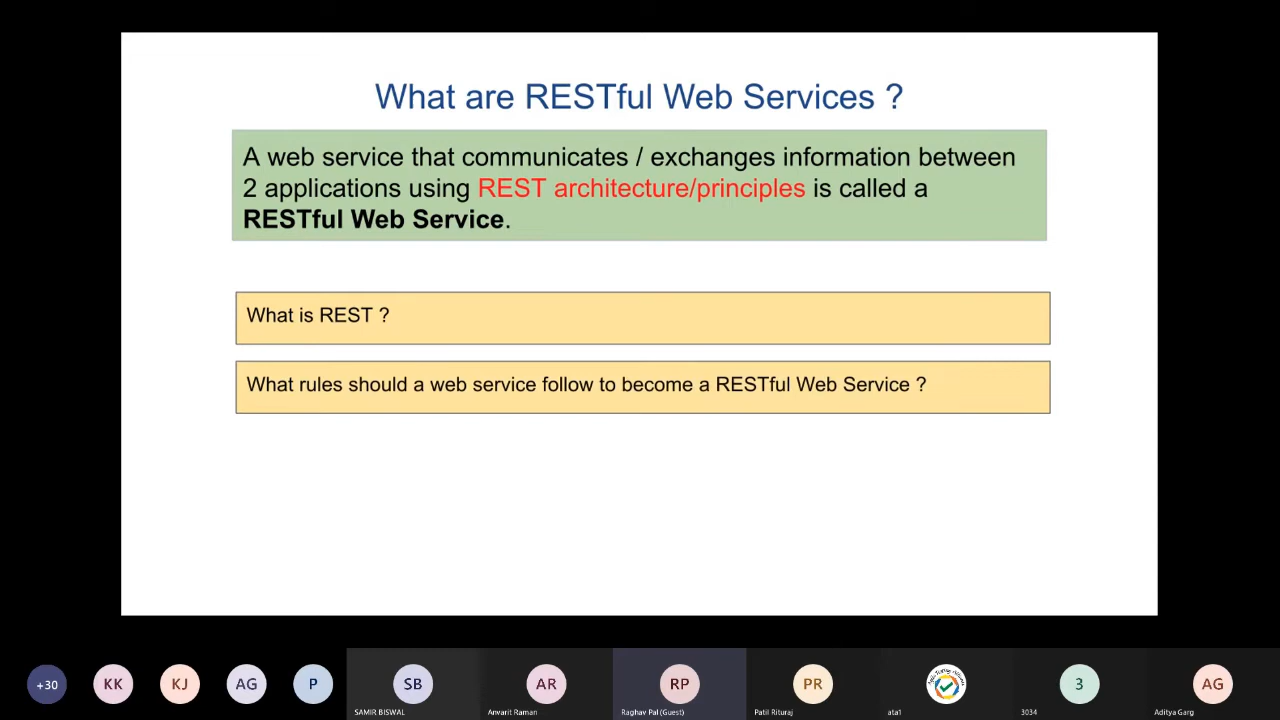 What are RESTful Web Services ?
A web service that communicates / exchanges information between
2 applications using REST architecture/principles is called a
RESTful Web Service.
What is REST ?
What rules should a web service follow to become a RESTful Web Service ?
+30
KK
KJ
AG
P
SB
AR
RP
PR
3
AG
SAMIR BISWAL
Anvarit Raman
Raghav Pal (Guest)
Patil Rituraj
ata1
3034
Aditya Garg